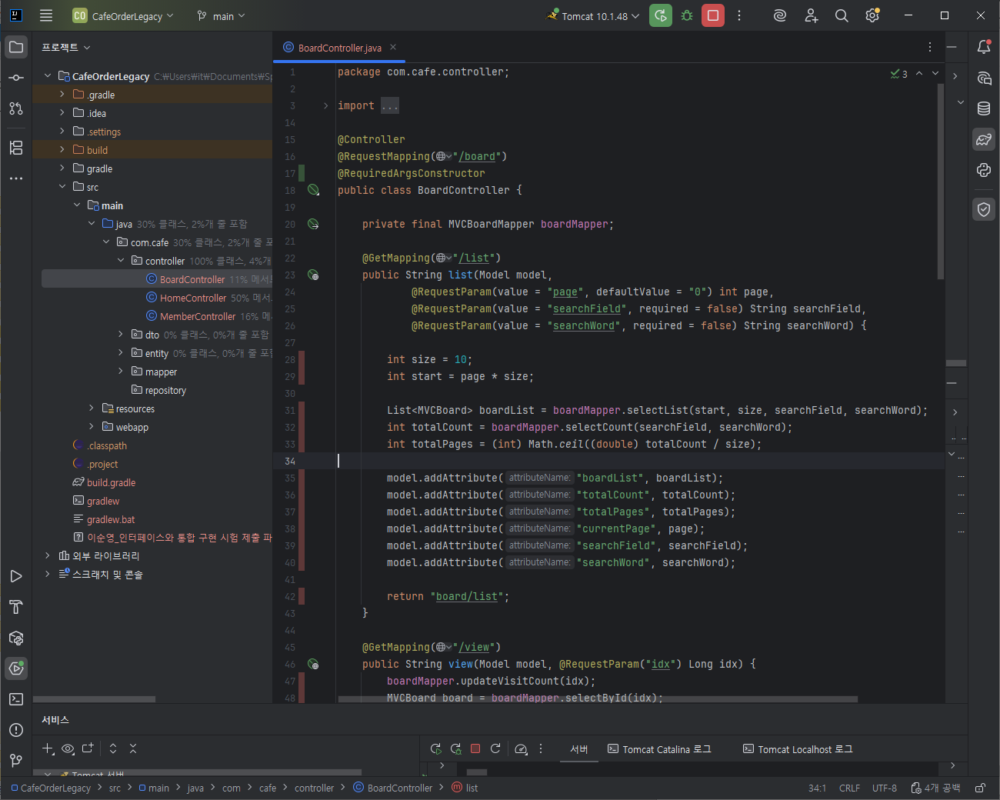 CO CafeOrderLegacy main Tomcat 10.1.48
프로젝트
CafeOrderLegacy C:￦Users￦it￦Documents￦Sp
.gradle
.idea
.settings
build
gradle
src
main
java 30% 클래스, 2%개 줄 포함
com.cafe 30% 클래스, 2%개 줄 포
controller 100% 클래스, 4%개
BoardController 11% 메서드
HomeController 50% 메서
MemberController 16% 메
dto 0% 클래스, 0%개 줄 포함
entity 0% 클래스, 0%개 줄 포함
mapper
repository
resources
webapp
.classpath
.project
build.gradle
gradlew
gradlew.bat
이순영_인터페이스와 통합 구현 시험 제출 파
외부 라이브러리
스크래치 및 콘솔
BoardController.java
3
1 package com.cafe.controller;
2
3 import ...
14
15 @Controller
16 @RequestMapping("/board")
17 @RequiredArgsConstructor
18 public class BoardController {
19
20 private final MVCBoardMapper boardMapper;
21
22 @GetMapping("/list")
23 public String list(Model model,
24 @RequestParam(value = "page", defaultValue = "0") int page,
25 @RequestParam(value = "searchField", required = false) String searchField,
26 @RequestParam(value = "searchWord", required = false) String searchWord) {
27
28 int size = 10;
29 int start = page * size;
30
31 List<MVCBoard> boardList = boardMapper.selectList(start, size, searchField, searchWord);
32 int totalCount = boardMapper.selectCount(searchField, searchWord);
33 int totalPages = (int) Math.ceil((double) totalCount / size);
34
35 model.addAttribute( attributeName: "boardList", boardList);
36 model.addAttribute( attributeName: "totalCount", totalCount);
37 model.addAttribute( attributeName: "totalPages", totalPages);
38 model.addAttribute( attributeName: "currentPage", page);
39 model.addAttribute( attributeName: "searchField", searchField);
40 model.addAttribute( attributeName: "searchWord", searchWord);
41
42 return "board/list";
43 }
44
45 @GetMapping("/view")
46 public String view(Model model, @RequestParam("idx") Long idx) {
47 boardMapper.updateVisitCount(idx);
48 MVCBoard board = boardMapper.selectById(idx);
서비스
서버 Tomcat Catalina 로그 Tomcat Localhost 로그
Tomcat 서버
CafeOrderLegacy > src > main > java > com > cafe > controller > BoardController > list 34:1 CRLF UTF-8 4개 공백